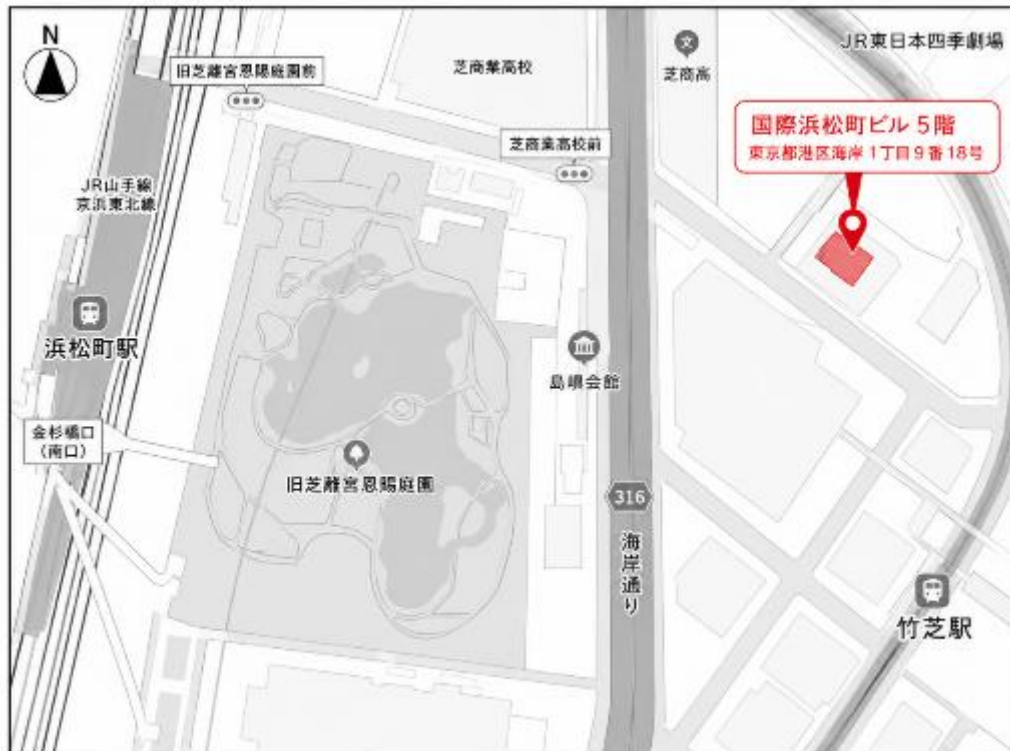 N
旧芝離宮恩賜庭園前
芝商業高校
芝商高
JR東日本四季劇場
国際浜松町ビル 5階
東京都港区海岸 1丁目9番18号
芝商業高校前
JR山手線
京浜東北線
浜松町駅
島嶼会館
金杉橋口
(南口)
旧芝離宮恩賜庭園
316
海岸通り
竹芝駅